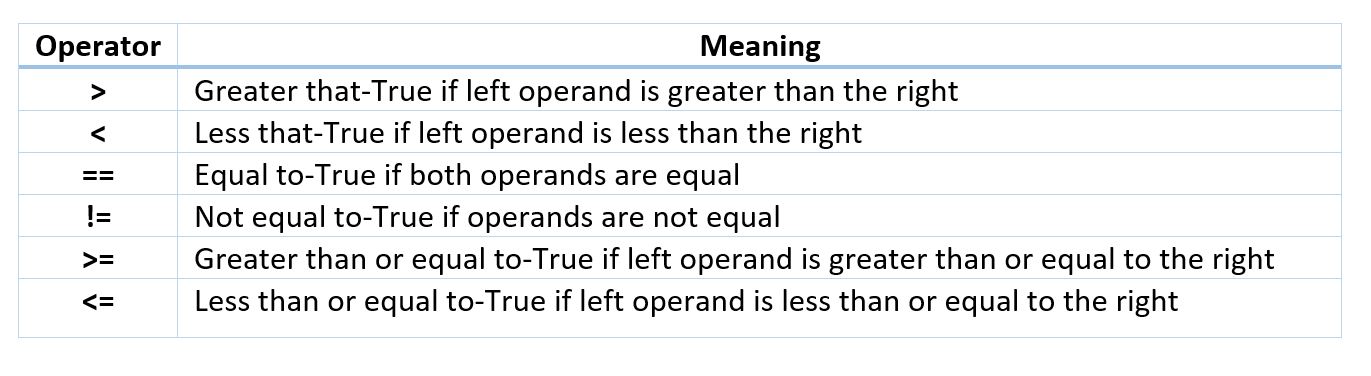 Operator Meaning
> Greater that-True if left operand is greater than the right
< Less that-True if left operand is less than the right
== Equal to-True if both operands are equal
!= Not equal to-True if operands are not equal
>= Greater than or equal to-True if left operand is greater than or equal to the right
<= Less than or equal to-True if left operand is less than or equal to the right